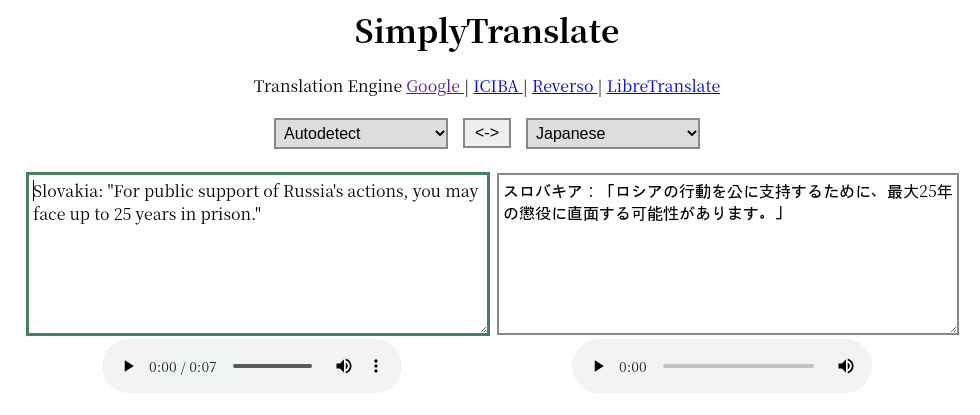 SimplyTranslate
Translation Engine Google | ICIBA | Reverso | LibreTranslate
Autodetect <-> Japanese
Slovakia: "For public support of Russia's actions, you may
face up to 25 years in prison."
スロバキア：「ロシアの行動を公に支持するために、最大25年
の懲役に直面する可能性があります。」
0:00 / 0:07
0:00